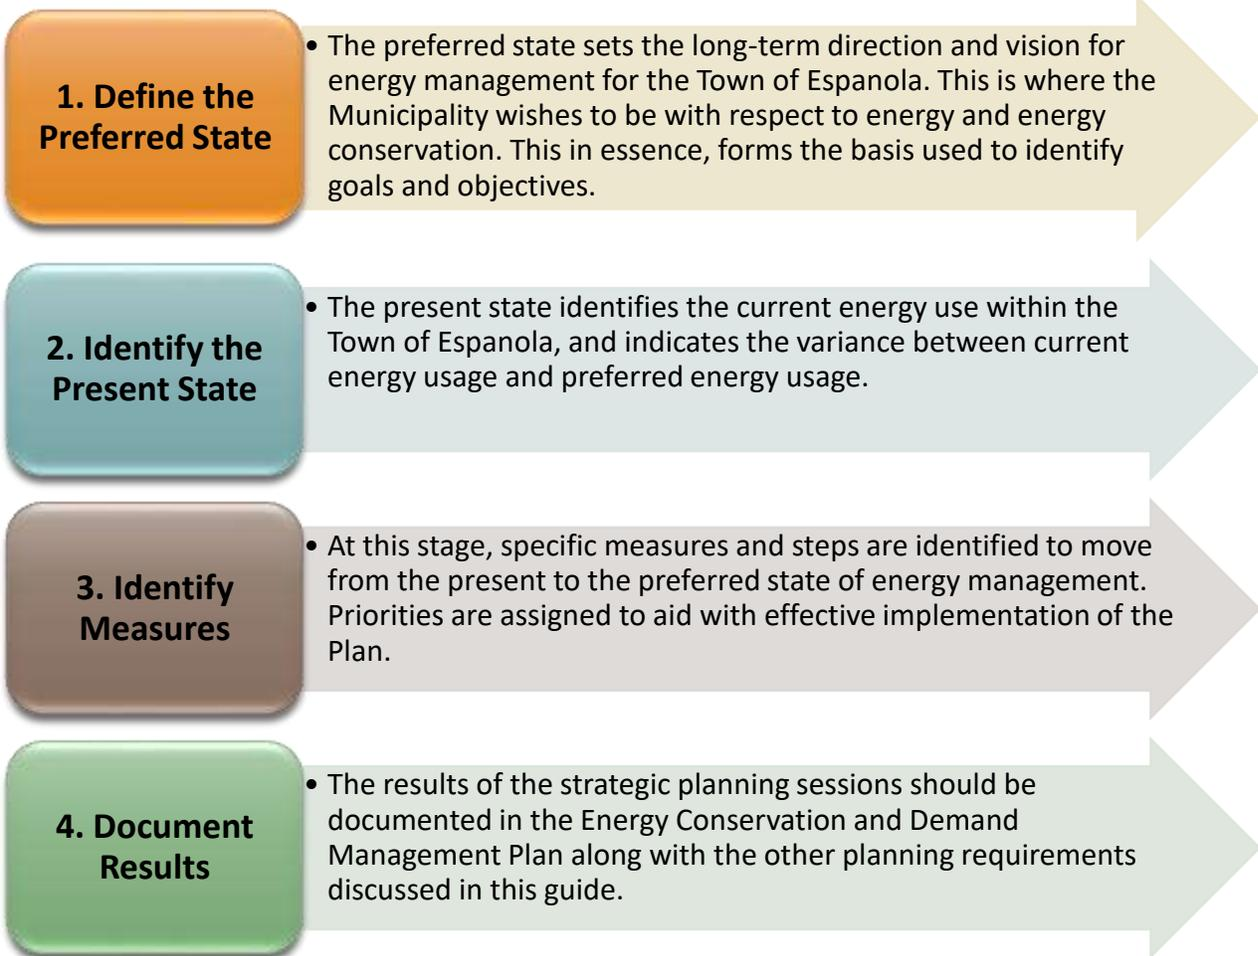 1. Define the
Preferred State
• The preferred state sets the long-term direction and vision for
energy management for the Town of Espanola. This is where the
Municipality wishes to be with respect to energy and energy
conservation. This in essence, forms the basis used to identify
goals and objectives.
2. Identify the
Present State
• The present state identifies the current energy use within the
Town of Espanola, and indicates the variance between current
energy usage and preferred energy usage.
3. Identify
Measures
• At this stage, specific measures and steps are identified to move
from the present to the preferred state of energy management.
Priorities are assigned to aid with effective implementation of the
Plan.
4. Document
Results
• The results of the strategic planning sessions should be
documented in the Energy Conservation and Demand
Management Plan along with the other planning requirements
discussed in this guide.